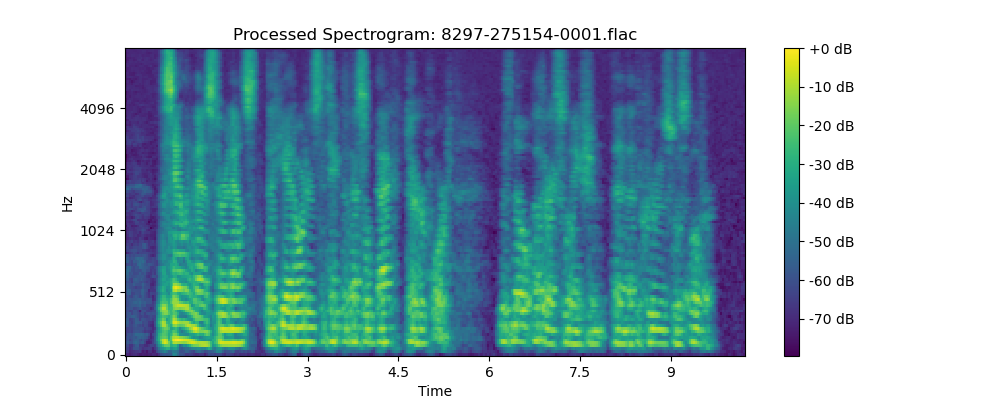 Processed Spectrogram: 8297-275154-0001.flac
Hz
4096
2048
1024
512
0
0 1.5 3 4.5 6 7.5 9
Time
+0 dB
-10 dB
-20 dB
-30 dB
-40 dB
-50 dB
-60 dB
-70 dB